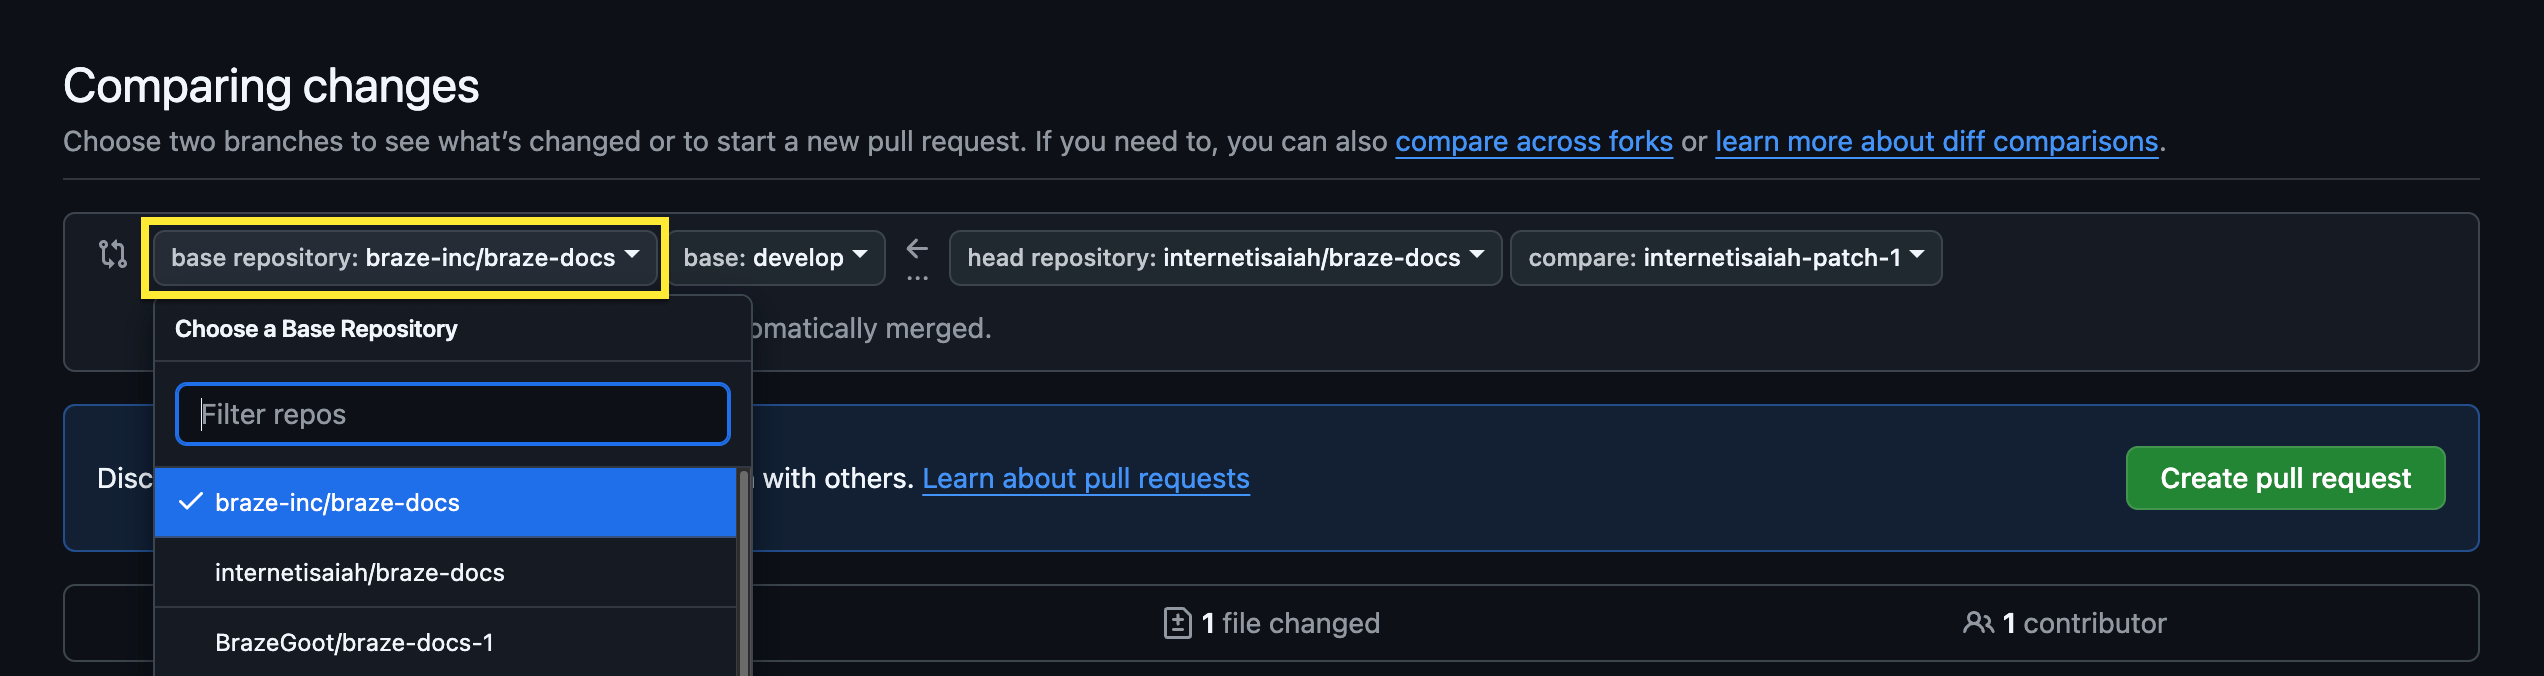 Comparing changes
Choose two branches to see what's changed or to start a new pull request. If you need to, you can also compare across forks or learn more about diff comparisons.
base repository: braze-inc/braze-docs base: develop head repository: internetisaiah/braze-docs compare: internetisaiah-patch-1
Choose a Base Repository
omatically merged.
Filter repos
Disc with others. Learn about pull requests
Create pull request
braze-inc/braze-docs
internetisaiah/braze-docs
BrazeGoot/braze-docs-1
1 file changed
1 contributor